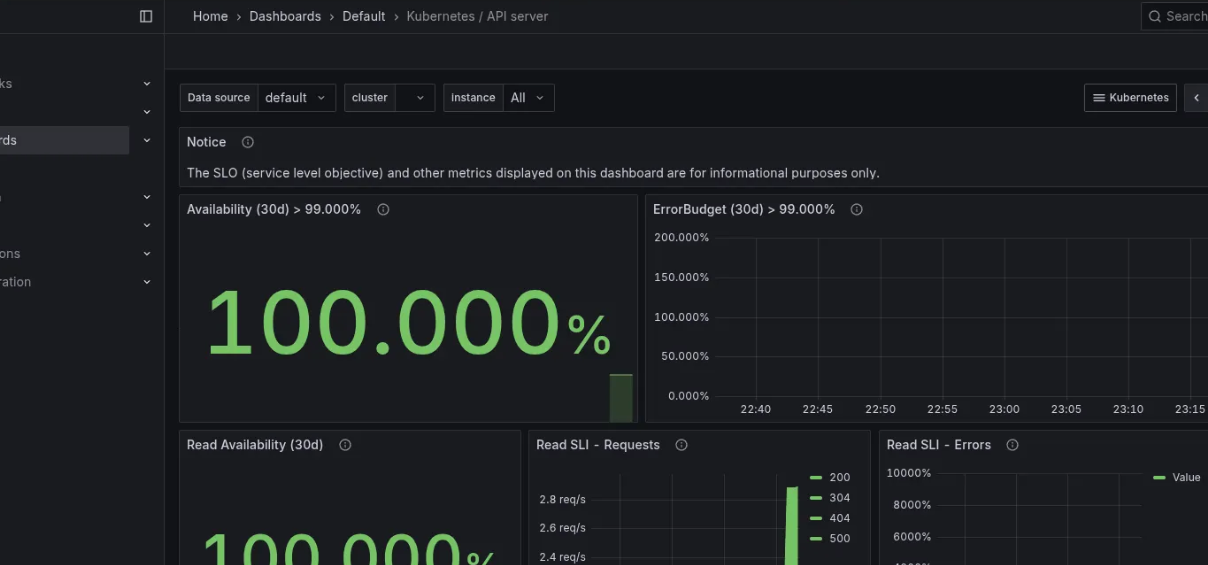 Home › Dashboards › Default › Kubernetes / API server
Search
ks
rds
ons
ration
Data source default
cluster
instance All
Kubernetes
Notice
The SLO (service level objective) and other metrics displayed on this dashboard are for informational purposes only.
Availability (30d) > 99.000%
100.000%
ErrorBudget (30d) > 99.000%
200.000%
150.000%
100.000%
50.000%
0.000%
22:40 22:45 22:50 22:55 23:00 23:05 23:10 23:15
Read Availability (30d)
100.000%
Read SLI - Requests
2.8 req/s
2.6 req/s
2.4 req/s
200
304
404
500
Read SLI - Errors
10000%
8000%
6000%
Value